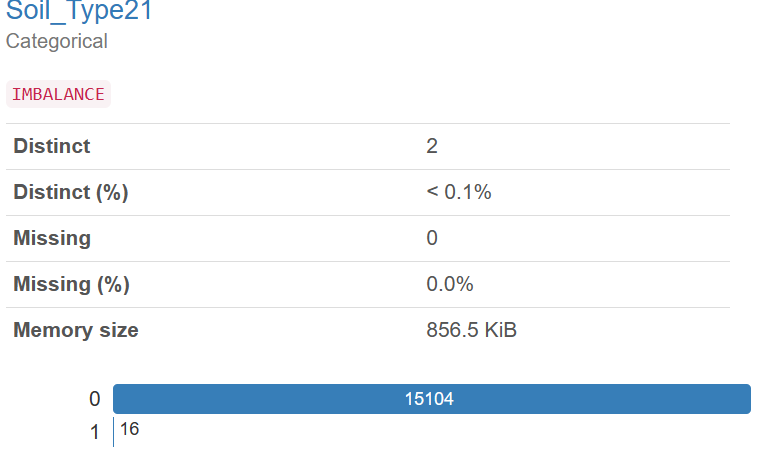 Soil_Type21
Categorical
IMBALANCE
Distinct 2
Distinct (%) < 0.1%
Missing 0
Missing (%) 0.0%
Memory size 856.5 KiB
0 15104
1 16